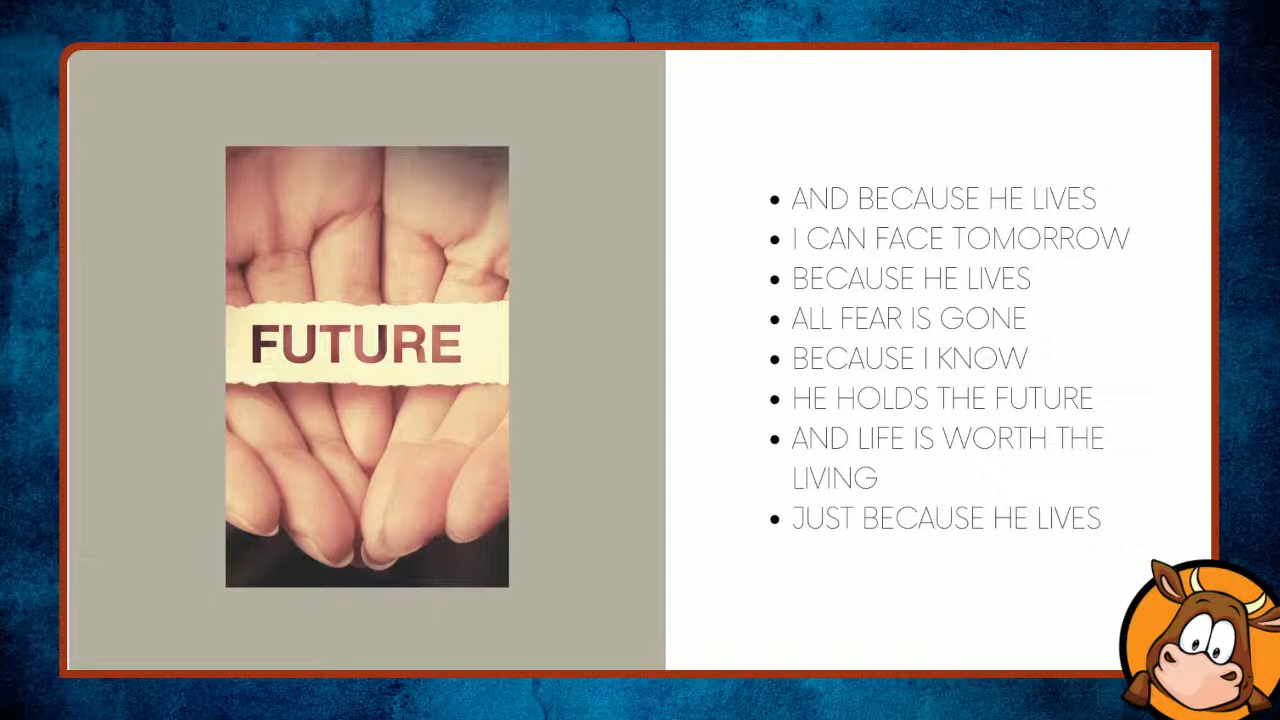 FUTURE
AND BECAUSE HE LIVES
I CAN FACE TOMORROW
BECAUSE HE LIVES
ALL FEAR IS GONE
BECAUSE I KNOW
HE HOLDS THE FUTURE
AND LIFE IS WORTH THE
LIVING
JUST BECAUSE HE LIVES